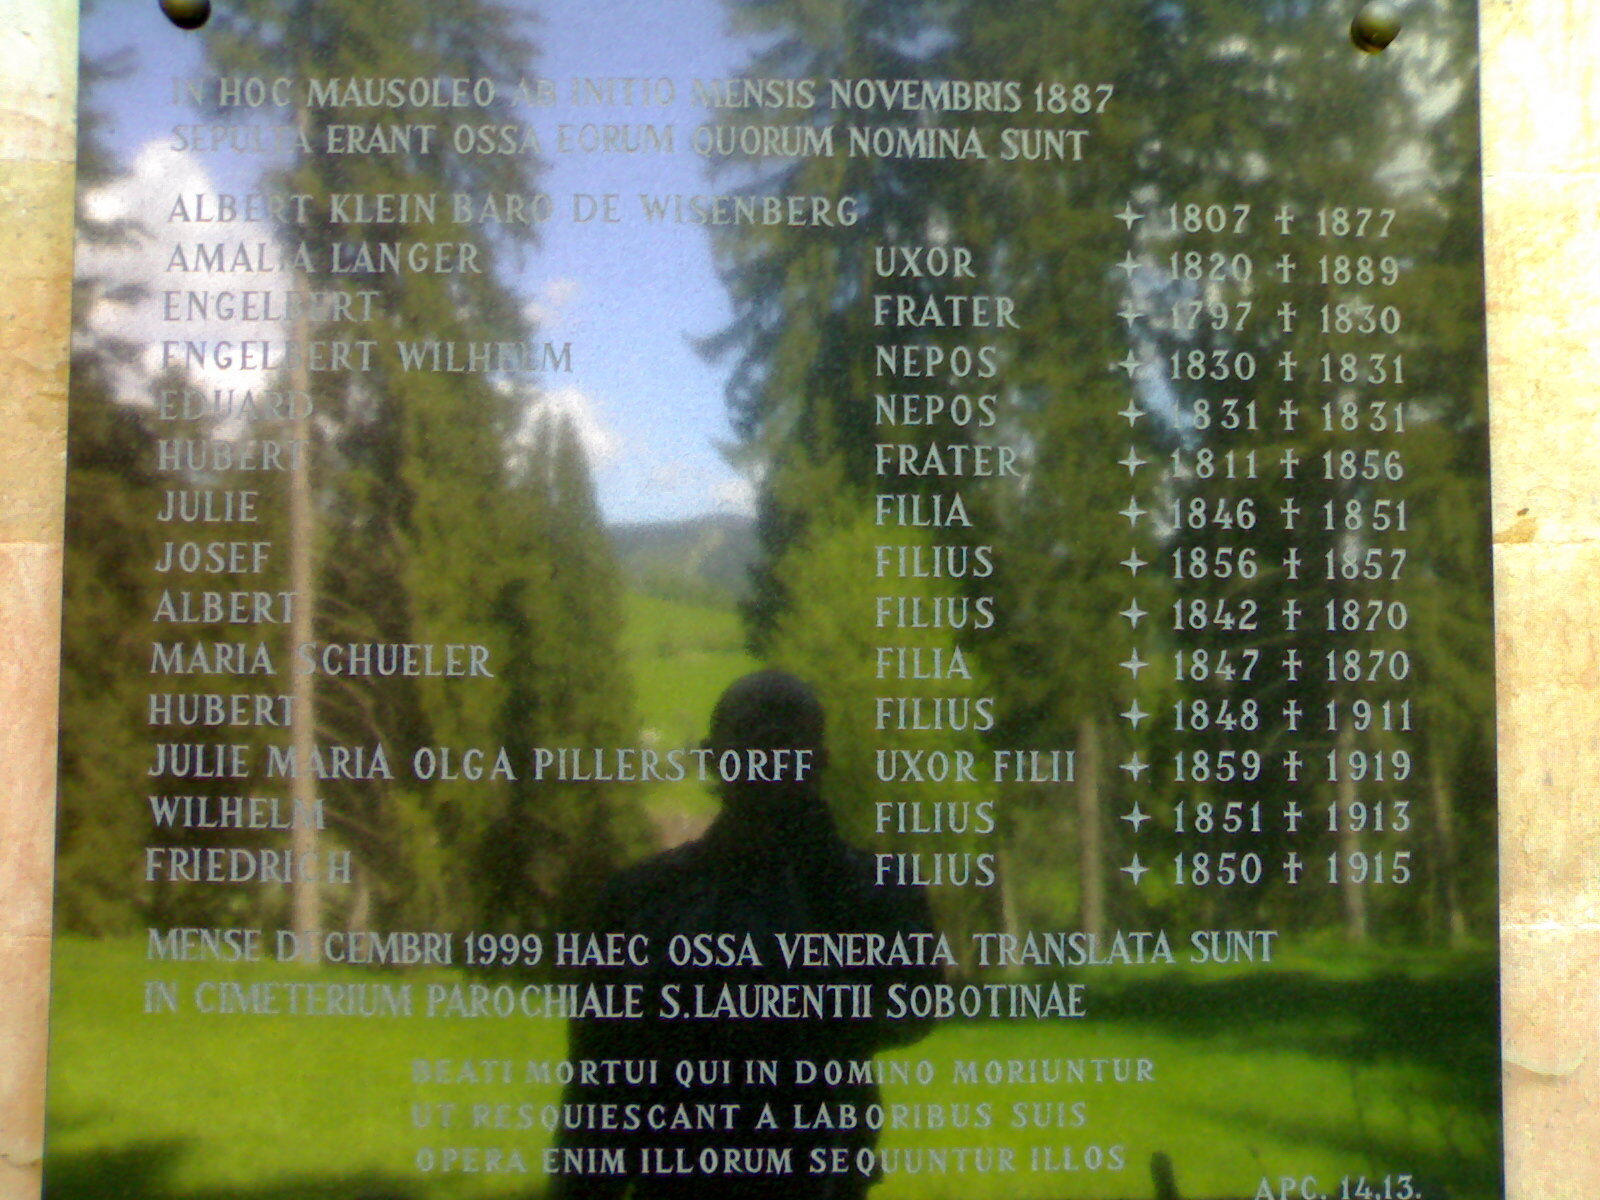 IN HOC MAUSOLEO AB INITIO MENSIS NOVEMBRIS 1887
SEPULTA ERANT OSSA EORUM QUORUM NOMINA SUNT
ALBERT KLEIN BARO DE WISENBERG ✦ 1807 † 1877
AMALIA LANGER UXOR ✦ 1820 † 1889
ENGELBERT FRATER ✦ 1797 † 1830
ENGELBERT WILHELM NEPOS ✦ 1830 † 1831
EDUARD NEPOS ✦ 1831 † 1831
HUBERT FRATER ✦ 1811 † 1856
JULIE FILIA ✦ 1846 † 1851
JOSEF FILIUS ✦ 1856 † 1857
ALBERT FILIUS ✦ 1842 † 1870
MARIA SCHUELER FILIA ✦ 1847 † 1870
HUBERT FILIUS ✦ 1848 † 1911
JULIE MARIA OLGA PILLERSTORFF UXOR FILII ✦ 1859 † 1919
WILHELM FILIUS ✦ 1851 † 1913
FRIEDRICH FILIUS ✦ 1850 † 1915
MENSE DECEMBRI 1999 HAEC OSSA VENERATA TRANSLATA SUNT
IN CIMETERIUM PAROCHIALE S.LAURENTII SOBOTINAE
BEATI MORTUI QUI IN DOMINO MORIUNTUR
UT RESQUIESCANT A LABORIBUS SUIS
OPERA ENIM ILLORUM SEQUUNTUR ILLOS
APC. 14,13.